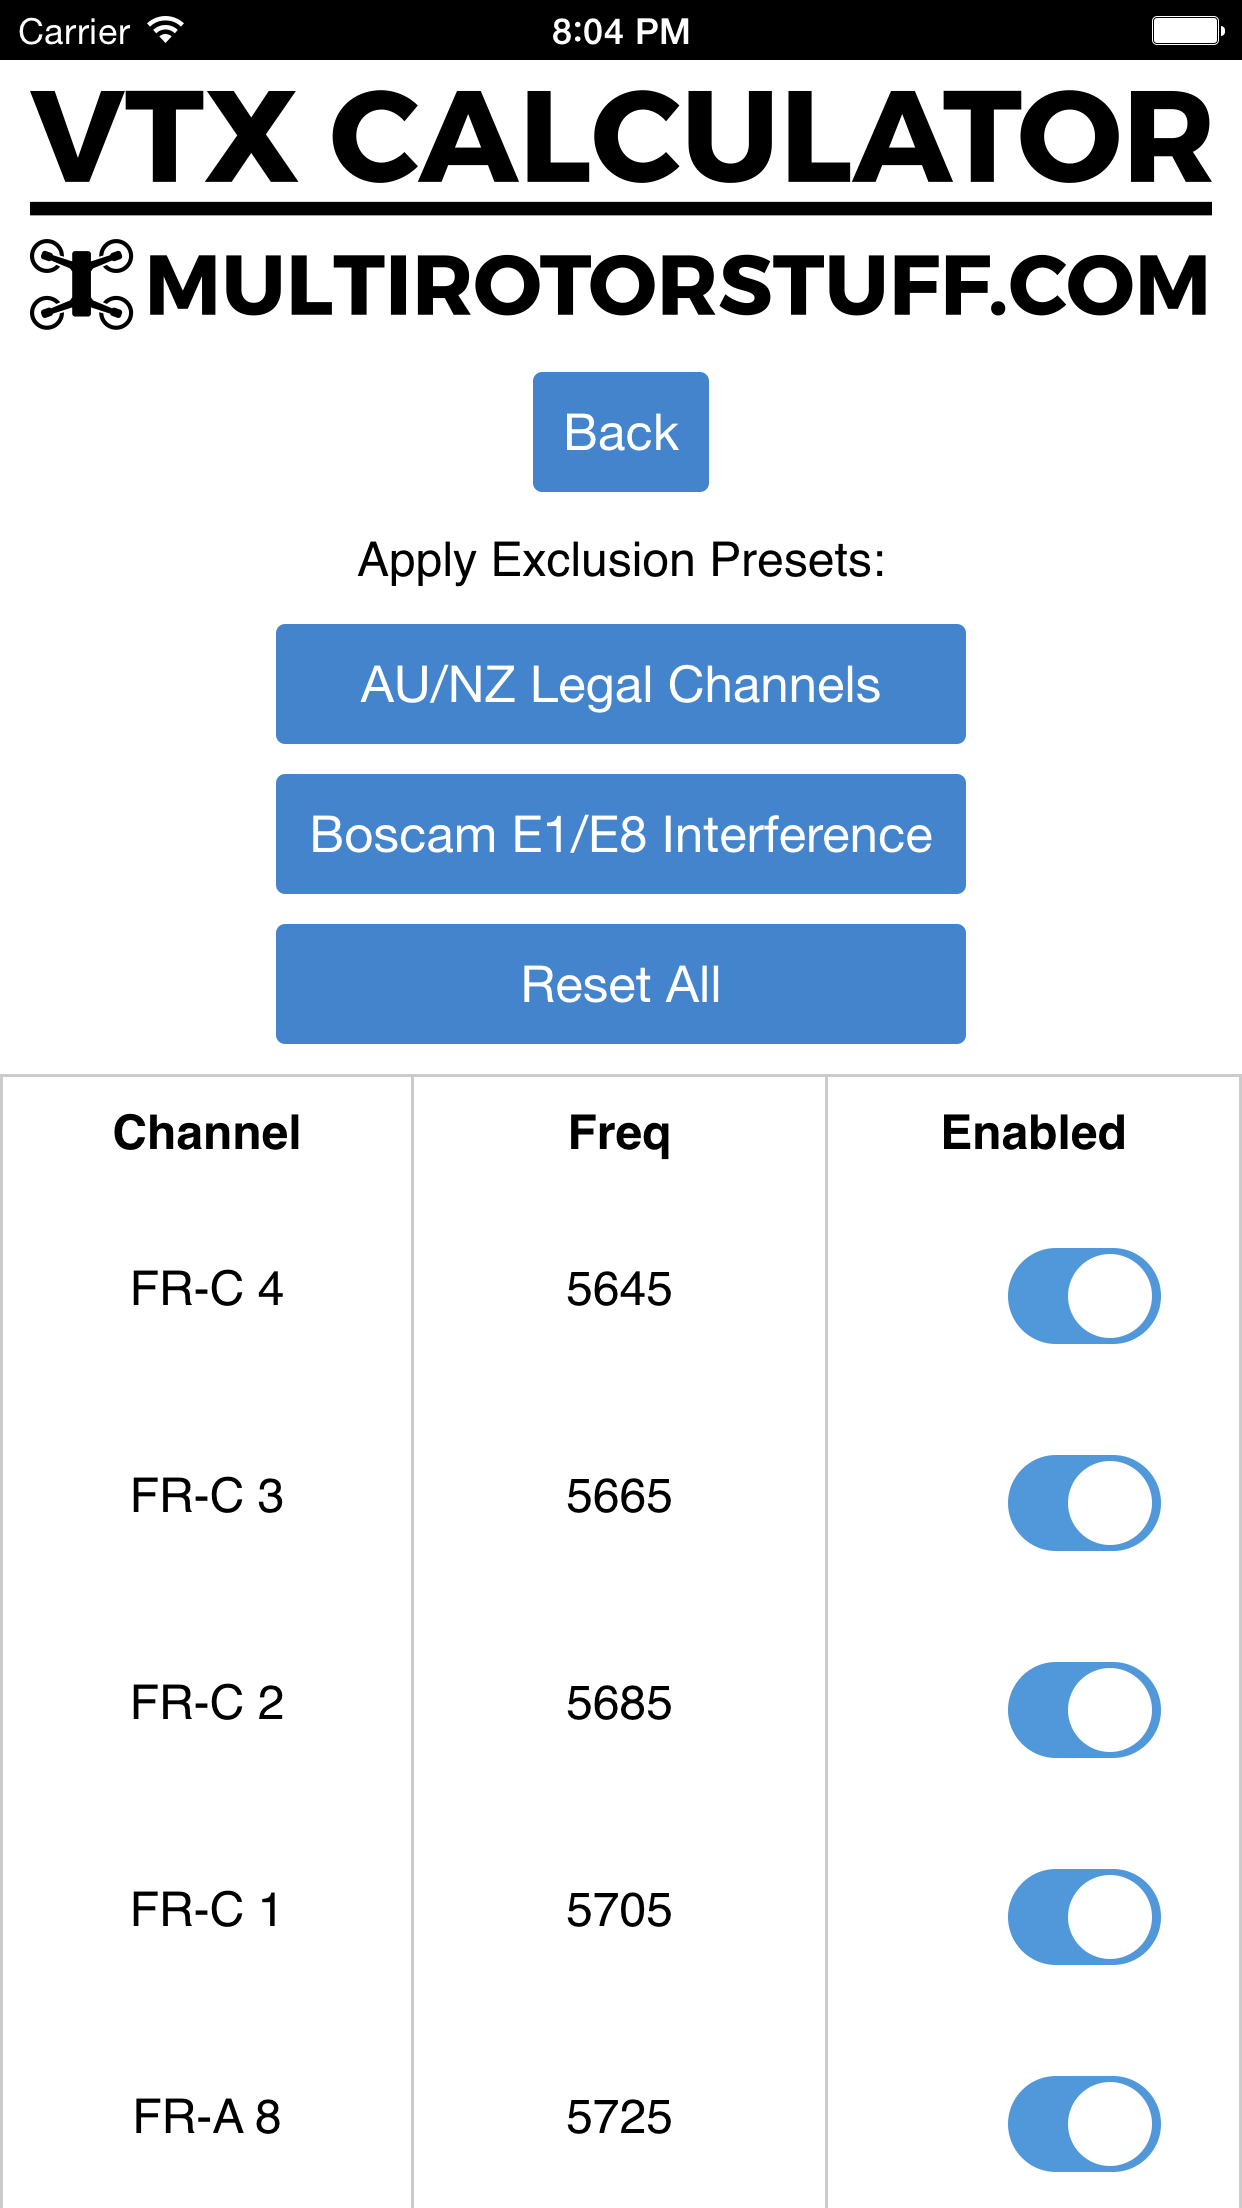 Carrier 8:04 PM
VTX CALCULATOR
MULTIROTORSTUFF.COM
Back
Apply Exclusion Presets:
AU/NZ Legal Channels
Boscam E1/E8 Interference
Reset All
Channel Freq Enabled
FR-C 4 5645
FR-C 3 5665
FR-C 2 5685
FR-C 1 5705
FR-A 8 5725